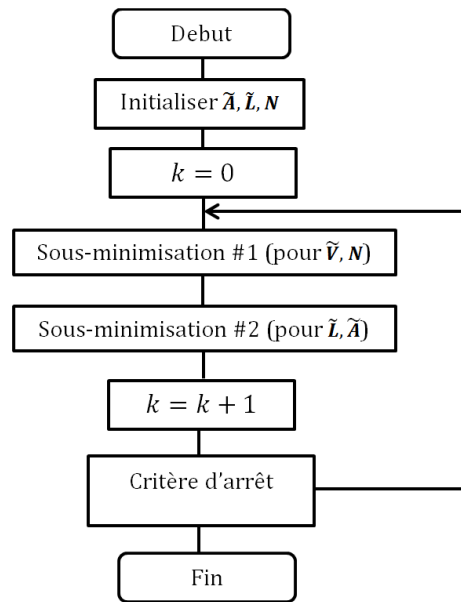 Debut
Initialiser Ã, L̃, N
k = 0
Sous-minimisation #1 (pour Ṽ, N)
Sous-minimisation #2 (pour L̃, Ã)
k = k + 1
Critère d'arrêt
Fin